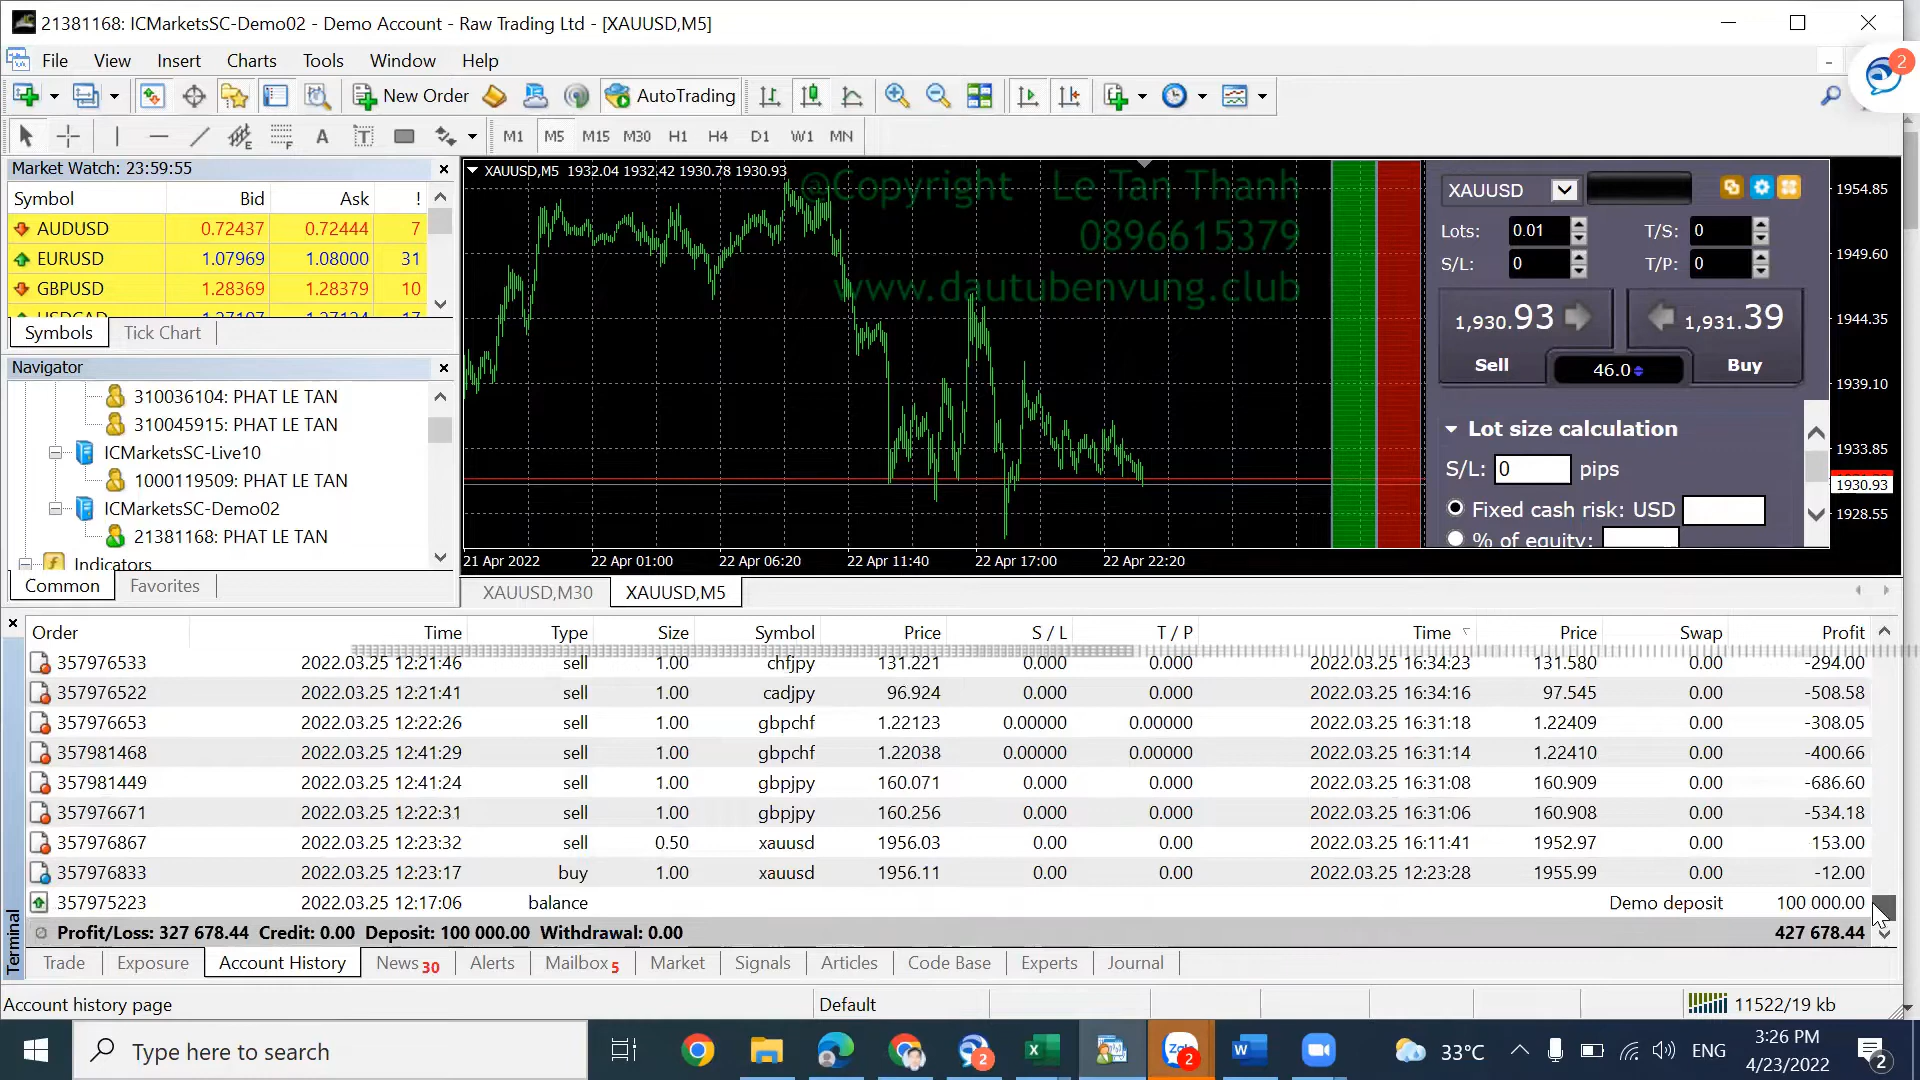 21381168: ICMarketsSC-Demo02 - Demo Account - Raw Trading Ltd - [XAUUSD,M5]
File View Insert Charts Tools Window Help
2
New Order AutoTrading
A T M1 M5 M15 M30 H1 H4 D1 W1 MN
Market Watch: 23:59:55
Symbol Bid Ask !
AUDUSD 0.72437 0.72444 7
EURUSD 1.07969 1.08000 31
GBPUSD 1.28369 1.28379 10
USDCAD 1.27107 1.27124 17
Symbols Tick Chart
Navigator
310036104: PHAT LE TAN
310045915: PHAT LE TAN
ICMarketsSC-Live10
1000119509: PHAT LE TAN
ICMarketsSC-Demo02
21381168: PHAT LE TAN
Indicators
Common Favorites
XAUUSD,M5 1932.04 1932.42 1930.78 1930.93
@Copyright Le Tan Thanh
0896615379
www.dautubenvung.club
XAUUSD
Lots: 0.01 T/S: 0
S/L: 0 T/P: 0
1,930.93 1,931.39
Sell 46.0 Buy
Lot size calculation
S/L: 0 pips
Fixed cash risk: USD
% of equity:
1954.85
1949.60
1944.35
1939.10
1933.85
1930.93
1928.55
21 Apr 2022 22 Apr 01:00 22 Apr 06:20 22 Apr 11:40 22 Apr 17:00 22 Apr 22:20
XAUUSD,M30 XAUUSD,M5
Order Time Type Size Symbol Price S / L T / P Time Price Swap Profit
357976533 2022.03.25 12:21:46 sell 1.00 chfjpy 131.221 0.000 0.000 2022.03.25 16:34:23 131.580 0.00 -294.00
357976522 2022.03.25 12:21:41 sell 1.00 cadjpy 96.924 0.000 0.000 2022.03.25 16:34:16 97.545 0.00 -508.58
357976653 2022.03.25 12:22:26 sell 1.00 gbpchf 1.22123 0.00000 0.00000 2022.03.25 16:31:18 1.22409 0.00 -308.05
357981468 2022.03.25 12:41:29 sell 1.00 gbpchf 1.22038 0.00000 0.00000 2022.03.25 16:31:14 1.22410 0.00 -400.66
357981449 2022.03.25 12:41:24 sell 1.00 gbpjpy 160.071 0.000 0.000 2022.03.25 16:31:08 160.909 0.00 -686.60
357976671 2022.03.25 12:22:31 sell 1.00 gbpjpy 160.256 0.000 0.000 2022.03.25 16:31:06 160.908 0.00 -534.18
357976867 2022.03.25 12:23:32 sell 0.50 xauusd 1956.03 0.00 0.00 2022.03.25 16:11:41 1952.97 0.00 153.00
357976833 2022.03.25 12:23:17 buy 1.00 xauusd 1956.11 0.00 0.00 2022.03.25 12:23:28 1955.99 0.00 -12.00
357975223 2022.03.25 12:17:06 balance Demo deposit 100 000.00
Profit/Loss: 327 678.44 Credit: 0.00 Deposit: 100 000.00 Withdrawal: 0.00 427 678.44
Terminal
Trade Exposure Account History News 30 Alerts Mailbox 5 Market Signals Articles Code Base Experts Journal
Account history page Default 11522/19 kb
Type here to search
2 2
33°C ENG 3:26 PM
4/23/2022 2